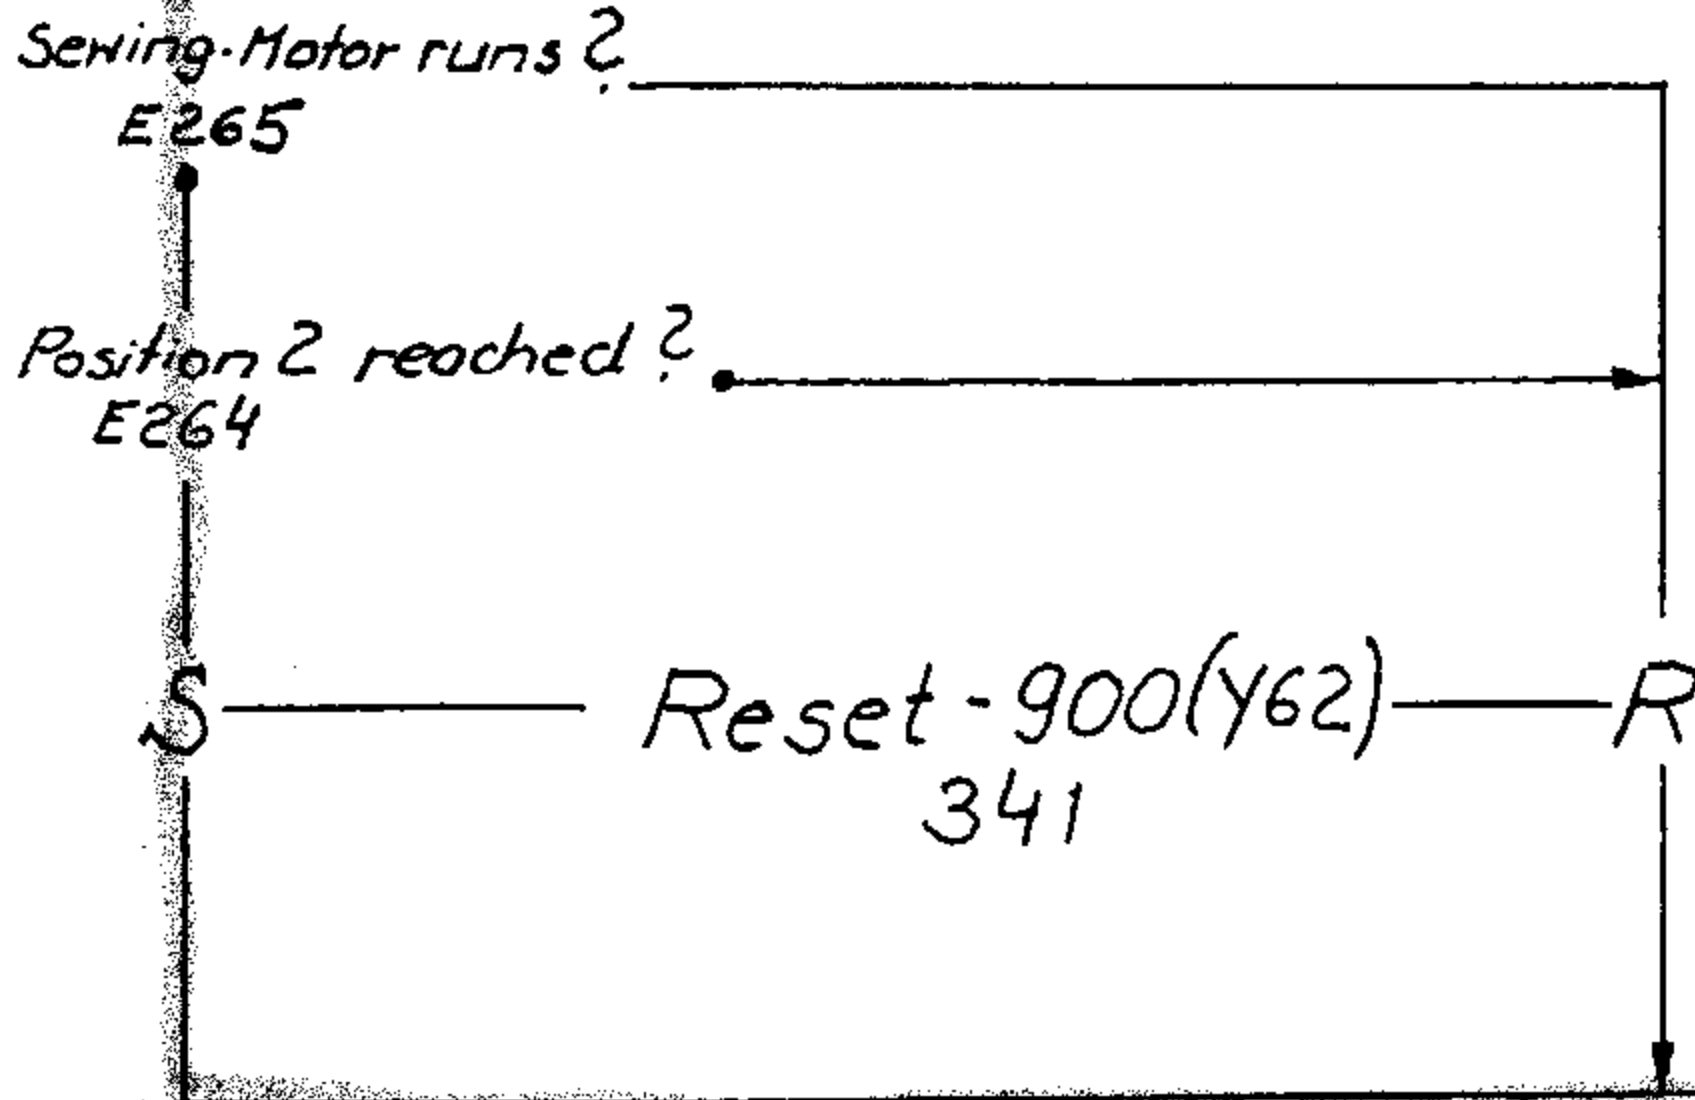 Sewing-Motor runs?
E265
Position 2 reached?
E264
S Reset-900(Y62) R
341